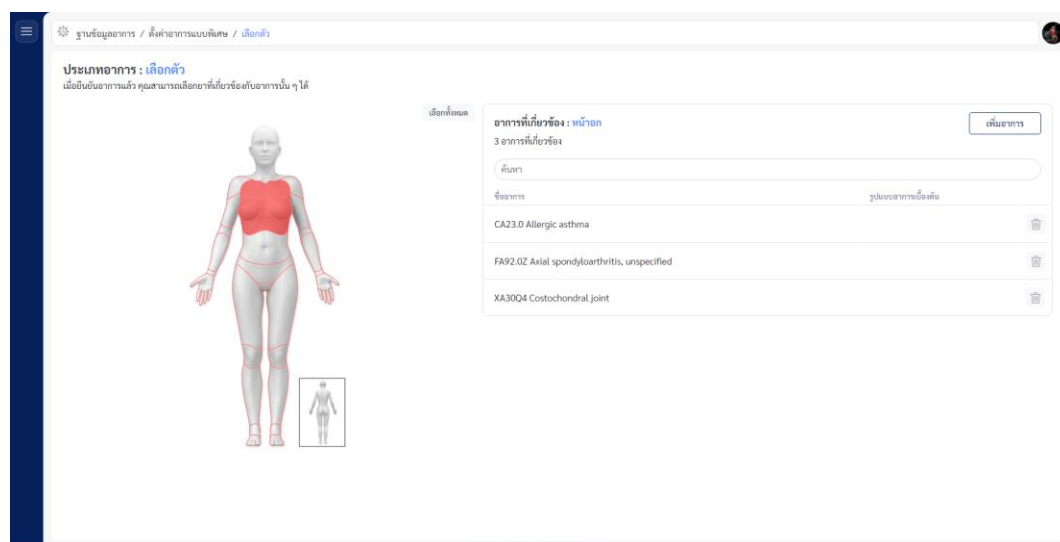 ฐานข้อมูลอาการ / ตั้งค่าอาการแบบพิเศษ / เลือกตัว
ประเภทอาการ : เลือกตัว
เมื่อยืนยันอาการแล้ว คุณสามารถเลือกยาที่เกี่ยวข้องกับอาการนั้น ๆ ได้
เลือกทั้งหมด
อาการที่เกี่ยวข้อง : หน้าอก
เพิ่มอาการ
3 อาการที่เกี่ยวข้อง
ค้นหา
ชื่ออาการ รูปแบบอาการเบื้องต้น
CA23.0 Allergic asthma
FA92.0Z Axial spondyloarthritis, unspecified
XA30Q4 Costochondral joint